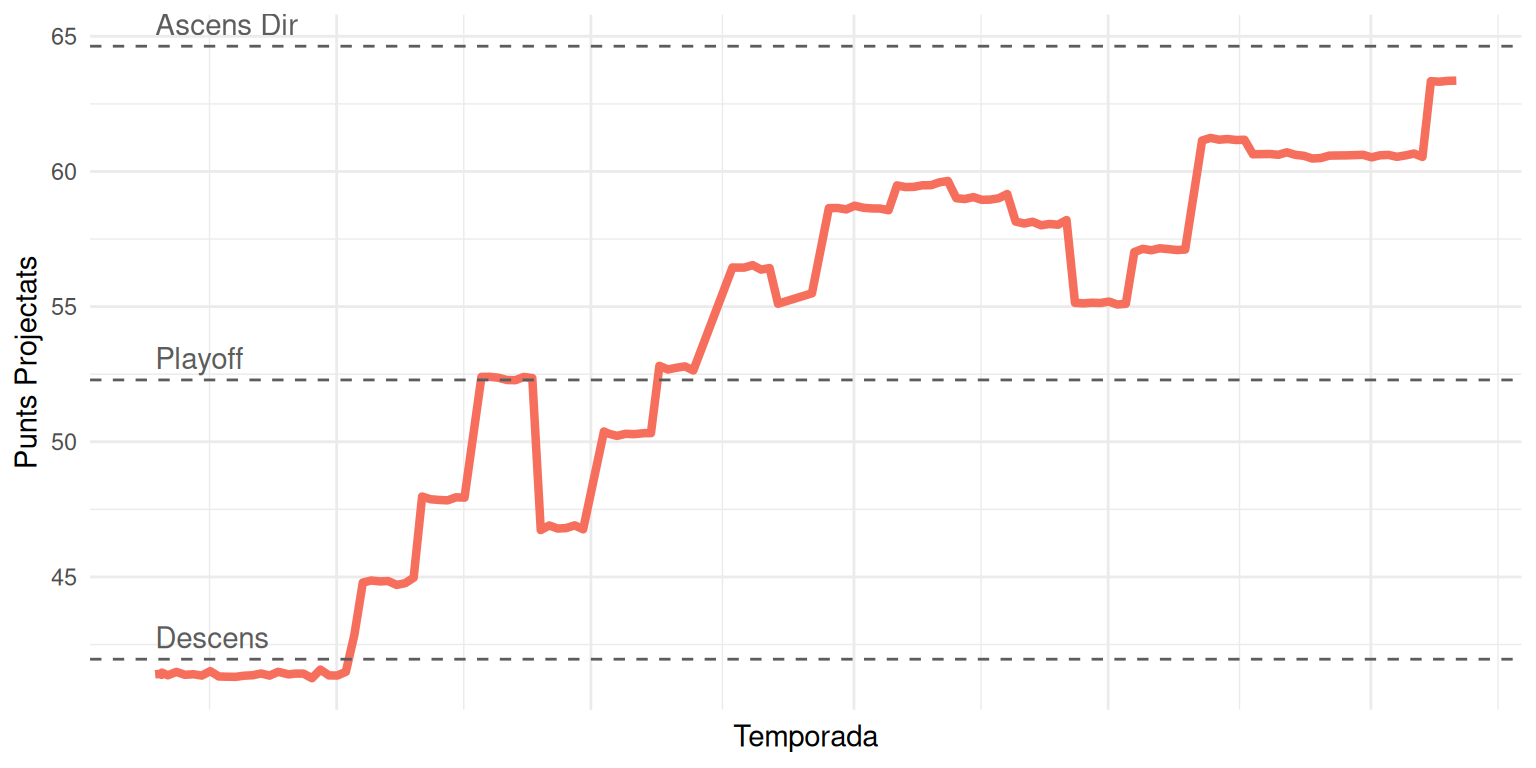 Ascens Dir
65
60
Punts Projectats
55
Playoff
50
45
Descens
Temporada